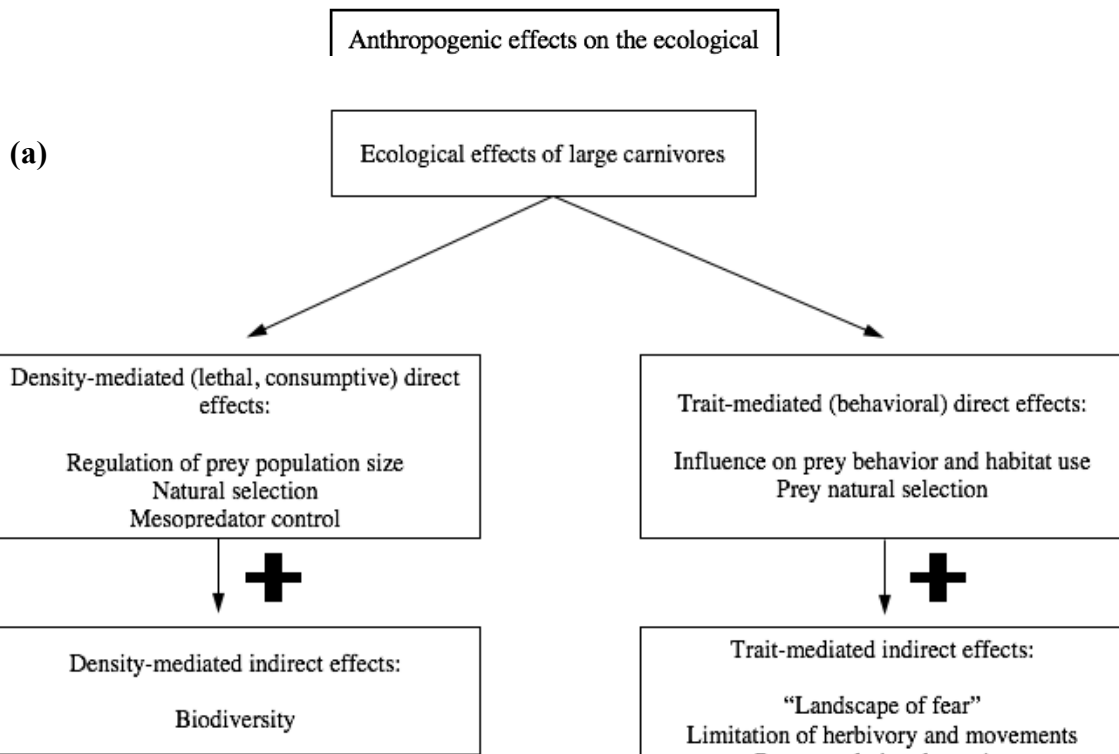 Anthropogenic effects on the ecological
(a)
Ecological effects of large carnivores
Density-mediated (lethal, consumptive) direct
effects:
Regulation of prey population size
Natural selection
Mesopredator control
Trait-mediated (behavioral) direct effects:
Influence on prey behavior and habitat use
Prey natural selection
Density-mediated indirect effects:
Biodiversity
Trait-mediated indirect effects:
“Landscape of fear”
Limitation of herbivory and movements